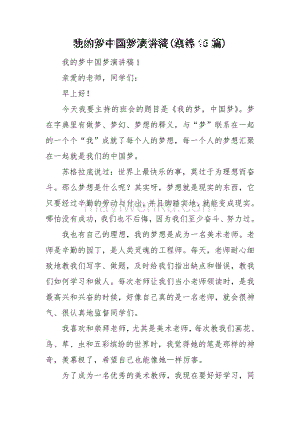 我的梦中国梦演讲稿(精选15篇)
我的梦中国梦演讲稿1
亲爱的老师，同学们：
早上好！
今天我要主持的班会的题目是《我的梦，中国梦》。梦
在字典里有做梦、梦幻、梦想的释义，与“梦”联系在一起
的一个个“我”成就了每个人的梦想，每一个人的梦想汇聚
在一起就是我们的中国梦。
苏格拉底说过：世界上最快乐的事，莫过于为理想而奋
斗。那么梦想是什么呢？其实呀，梦想就是现实的东西，它
只要经过辛勤的劳动与付出，并且脚踏实地，就能变成现实。
哪怕没有成功，我们也不后悔，因为我们至少奋斗、努力过。
我也有自己的理想，我的梦想是成为一名美术老师。老
师是辛勤的园丁，是人类灵魂的工程师。每天，老师耐心细
致地教我们写字、做题，及时给我们指出缺点和错误，教我
们如何学习和做人。每次老师让我们当小老师领读时，是我
最高兴和兴奋的时候，好像自己真的是一名老师，就会很神
气、很认真地监督同学们。
我喜欢和崇拜老师，尤其是美术老师，每次教我们画花、
鸟、草、虫和五彩缤纷的世界时，我觉得她的笔是那样的神
奇，羡慕极了，希望自己也能像她一样厉害。
为了成为一名优秀的美术教师，我现在要好好学习，同